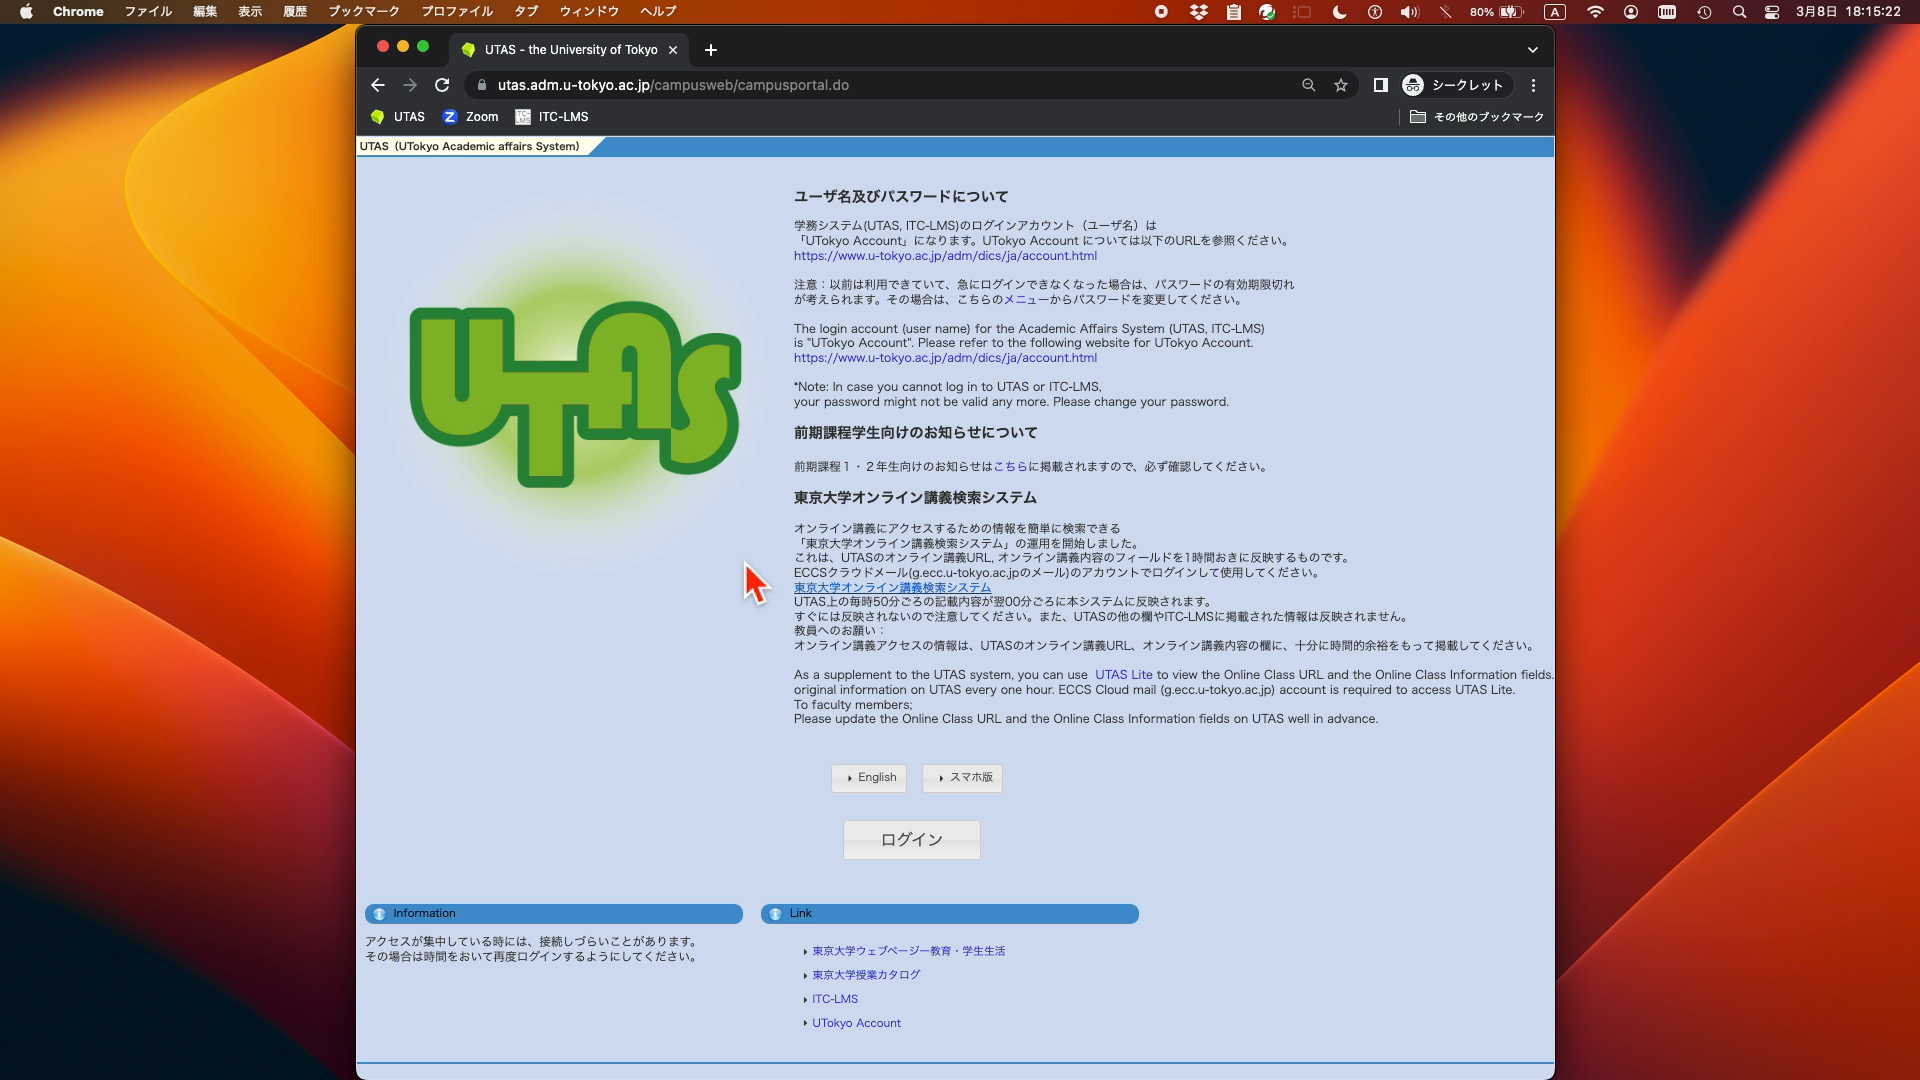 Chrome ファイル 編集 表示 履歴 ブックマーク プロファイル タブ ウィンドウ ヘルプ 80% A 3月8日 18:15:22
UTAS - the University of Tokyo
utas.adm.u-tokyo.ac.jp/campusweb/campusportal.do シークレット
UTAS Zoom ITC-LMS その他のブックマーク
UTAS (UTokyo Academic affairs System)
UTAS
ユーザ名及びパスワードについて
学務システム(UTAS, ITC-LMS)のログインアカウント（ユーザ名）は
「UTokyo Account」になります。UTokyo Account については以下のURLを参照ください。
https://www.u-tokyo.ac.jp/adm/dics/ja/account.html
注意：以前は利用できていて、急にログインできなくなった場合は、パスワードの有効期限切れ
が考えられます。その場合は、こちらのメニューからパスワードを変更してください。
The login account (user name) for the Academic Affairs System (UTAS, ITC-LMS)
is "UTokyo Account". Please refer to the following website for UTokyo Account.
https://www.u-tokyo.ac.jp/adm/dics/ja/account.html
*Note: In case you cannot log in to UTAS or ITC-LMS,
your password might not be valid any more. Please change your password.
前期課程学生向けのお知らせについて
前期課程１・２年生向けのお知らせはこちらに掲載されますので、必ず確認してください。
東京大学オンライン講義検索システム
オンライン講義にアクセスするための情報を簡単に検索できる
「東京大学オンライン講義検索システム」の運用を開始しました。
これは、UTASのオンライン講義URL, オンライン講義内容のフィールドを1時間おきに反映するものです。
ECCSクラウドメール(g.ecc.u-tokyo.ac.jpのメール)のアカウントでログインして使用してください。
東京大学オンライン講義検索システム
UTAS上の毎時50分ごろの記載内容が翌00分ごろに本システムに反映されます。
すぐには反映されないので注意してください。また、UTASの他の欄やITC-LMSに掲載された情報は反映されません。
教員へのお願い：
オンライン講義アクセスの情報は、UTASのオンライン講義URL、オンライン講義内容の欄に、十分に時間的余裕をもって掲載してください。
As a supplement to the UTAS system, you can use UTAS Lite to view the Online Class URL and the Online Class Information fields.
original information on UTAS every one hour. ECCS Cloud mail (g.ecc.u-tokyo.ac.jp) account is required to access UTAS Lite.
To faculty members;
Please update the Online Class URL and the Online Class Information fields on UTAS well in advance.
English スマホ版
ログイン
Information
アクセスが集中している時には、接続しづらいことがあります。
その場合は時間をおいて再度ログインするようにしてください。
Link
東京大学ウェブページー教育・学生生活
東京大学授業カタログ
ITC-LMS
UTokyo Account